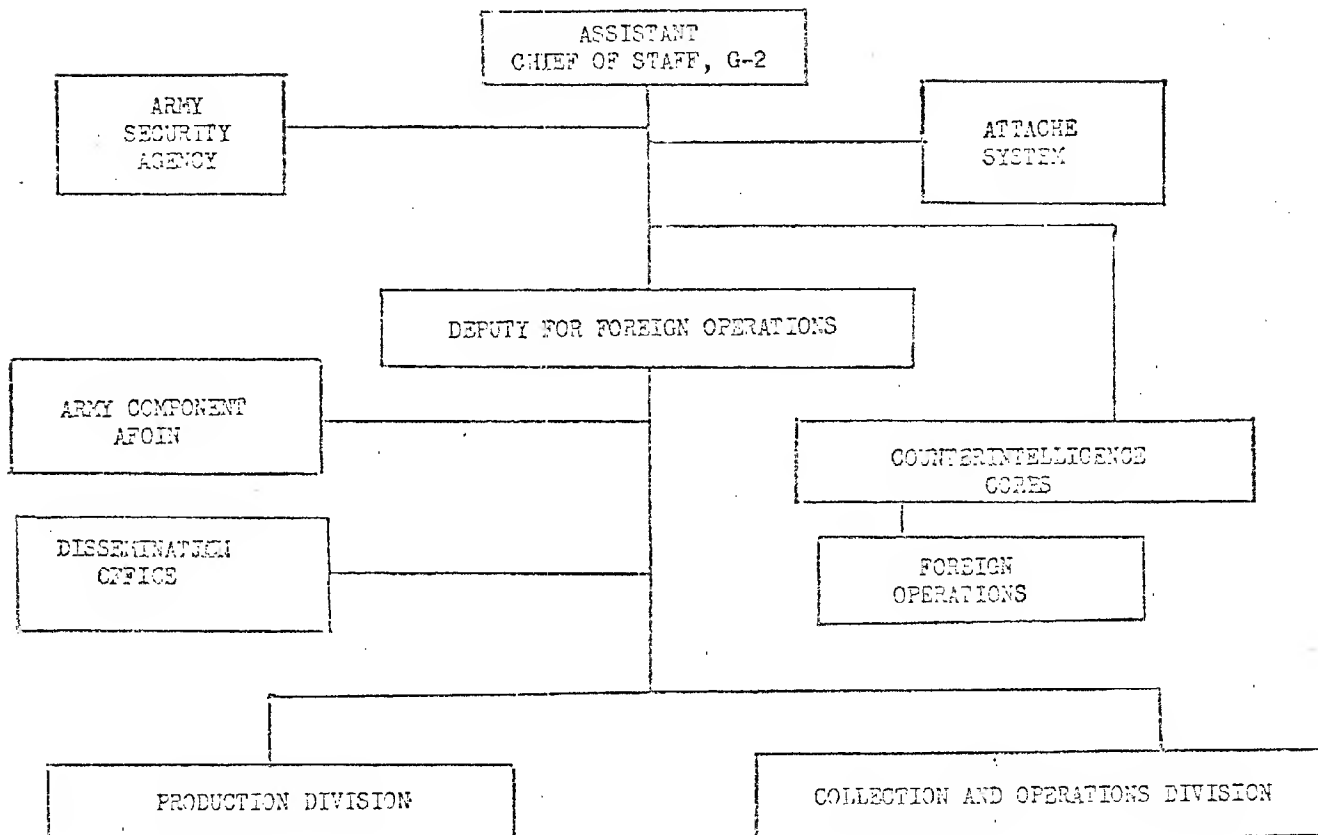 ASSISTANT
CHIEF OF STAFF, G-2
ARMY
SECURITY
AGENCY
ATTACHE
SYSTEM
DEPUTY FOR FOREIGN OPERATIONS
ARMY COMPONENT
AFOIN
COUNTERINTELLIGENCE
CORPS
DISSEMINATION
OFFICE
FOREIGN
OPERATIONS
PRODUCTION DIVISION
COLLECTION AND OPERATIONS DIVISION